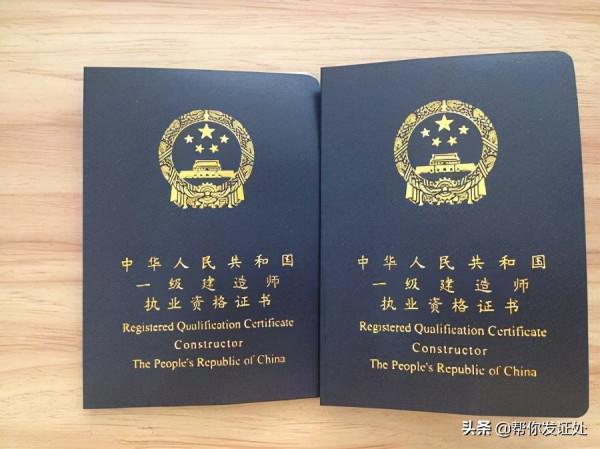 中华人民共和国
一级建造师
执业资格证书
Registered Qualification Certificate
Constructor
The People's Republic of China
中华人民共和国
一级建造师
执业资格证书
Registered Qualification Certificate
Constructor
The People's Republic of China
头条 @帮你发证处